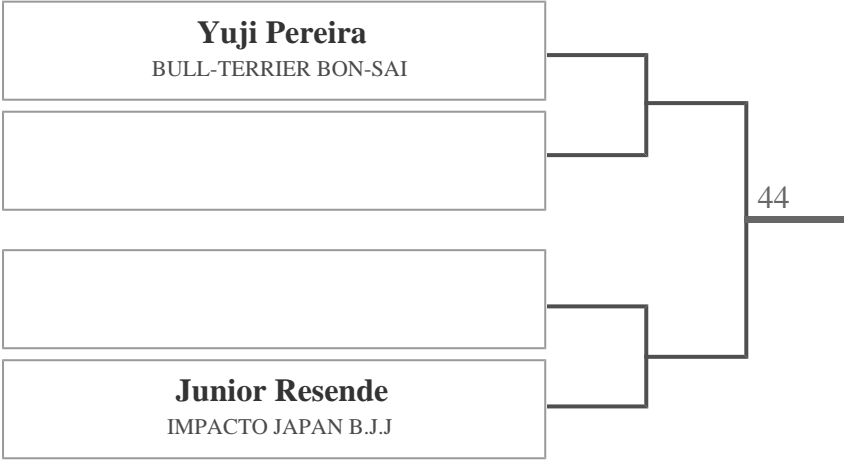 Yuji Pereira
BULL-TERRIER BON-SAI
44
Junior Resende
IMPACTO JAPAN B.J.J